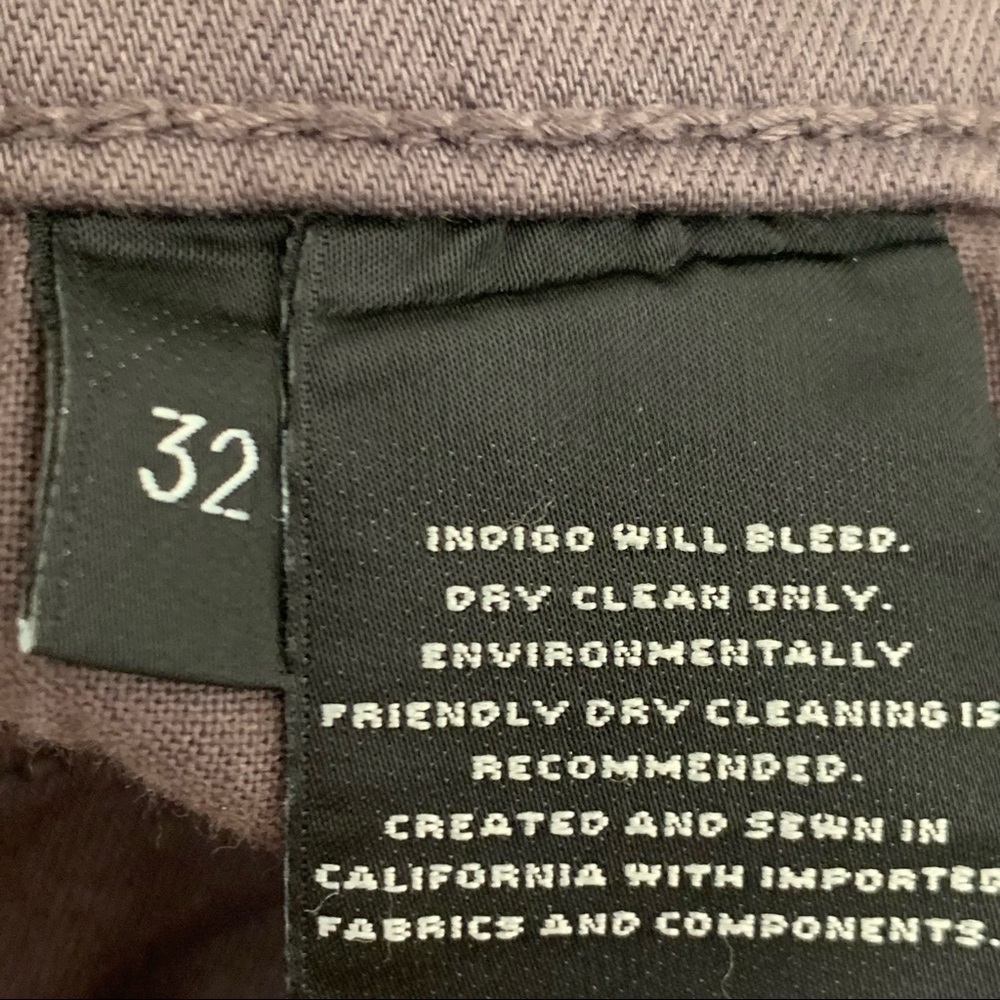 32
INDIGO WILL BLEED.
DRY CLEAN ONLY.
ENVIRONMENTALLY
FRIENDLY DRY CLEANING IS
RECOMMENDED.
CREATED AND SEWN IN
CALIFORNIA WITH IMPORTED
FABRICS AND COMPONENTS.